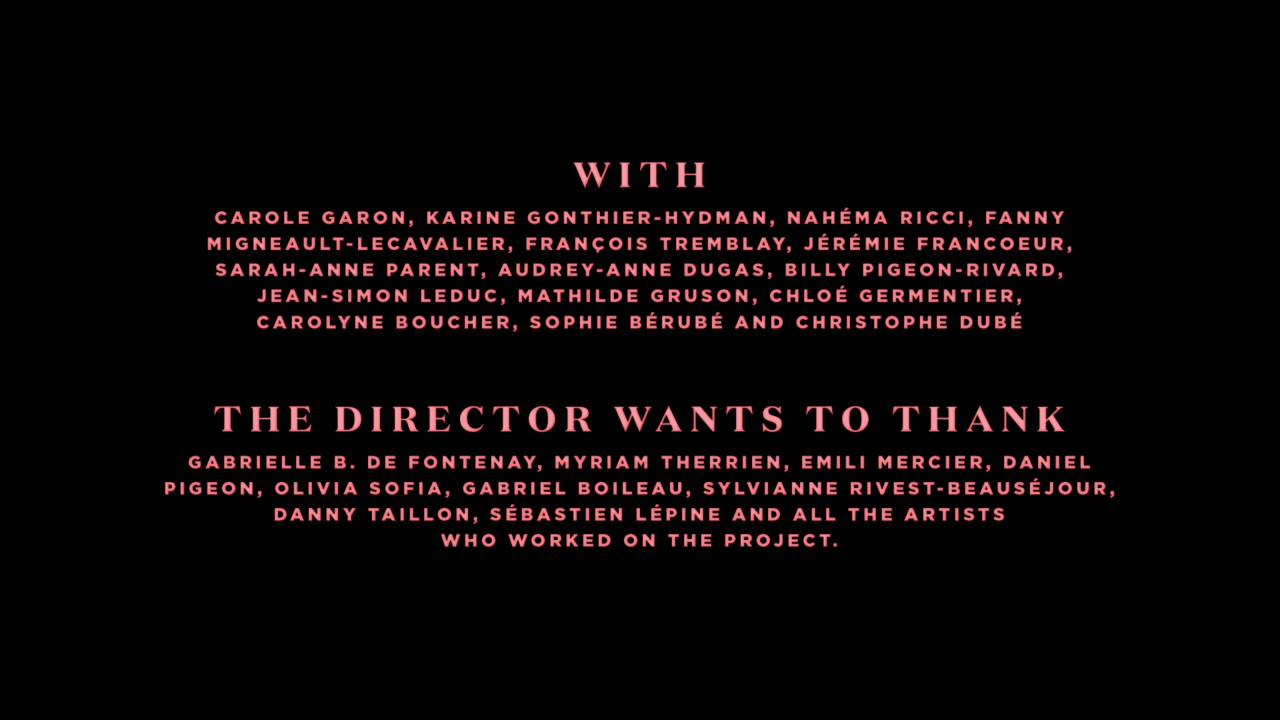 WITH
CAROLE GARON, KARINE GONTHIER-HYDMAN, NAHÉMA RICCI, FANNY
MIGNEAULT-LECAVALIER, FRANÇOIS TREMBLAY, JÉRÉMIE FRANCOEUR,
SARAH-ANNE PARENT, AUDREY-ANNE DUGAS, BILLY PIGEON-RIVARD,
JEAN-SIMON LEDUC, MATHILDE GRUSON, CHLOÉ GERMENTIER,
CAROLYNE BOUCHER, SOPHIE BÉRUBÉ AND CHRISTOPHE DUBÉ
THE DIRECTOR WANTS TO THANK
GABRIELLE B. DE FONTENAY, MYRIAM THERRIEN, EMILI MERCIER, DANIEL
PIGEON, OLIVIA SOFIA, GABRIEL BOILEAU, SYLVIANNE RIVEST-BEAUSÉJOUR,
DANNY TAILLON, SÉBASTIEN LÉPINE AND ALL THE ARTISTS
WHO WORKED ON THE PROJECT.